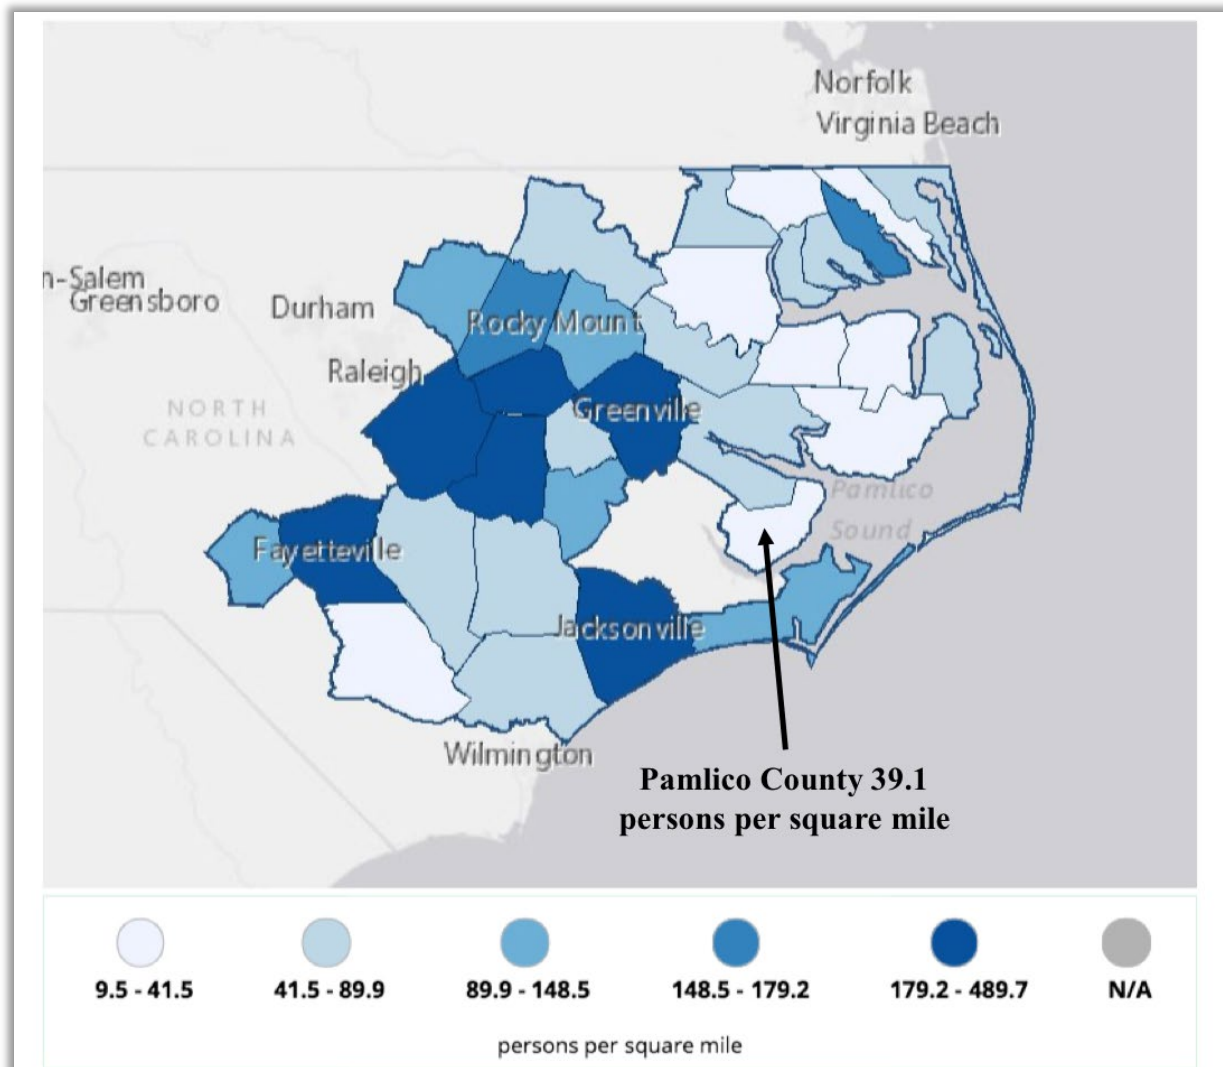 Norfolk
Virginia Beach
n-Salem
Greensboro
Durham
Rocky Mount
Raleigh
NORTH
CAROLINA
Greenville
Pamlico
Sound
Fayetteville
Jacksonville
Wilmington
Pamlico County 39.1
persons per square mile
9.5 - 41.5
41.5 - 89.9
89.9 - 148.5
148.5 - 179.2
179.2 - 489.7
N/A
persons per square mile